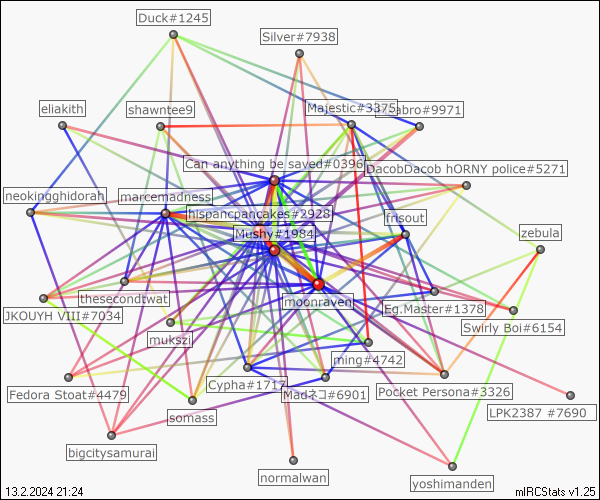 Duck#1245
Silver#7938
eliakith
shawntee9
Majestic#3375
abro#9971
Can anything be saved#0396
DacobDacob hORNY police#5271
neokingghidorah
marcemadness
hispancpancakes#2928
frisout
Mushy#1984
zebula
moonraven
JKOUYH VIII#7034
thesecondtwat
Eg.Master#1378
Swirly Boi#6154
mukszi
ming#4742
Fedora Stoat#4479
Cypha#1717
Madネコ#6901
Pocket Persona#3326
LPK2387 #7690
somass
bigcitysamurai
normalwan
yoshimanden
13.2.2024 21:24
mIRCStats v1.25